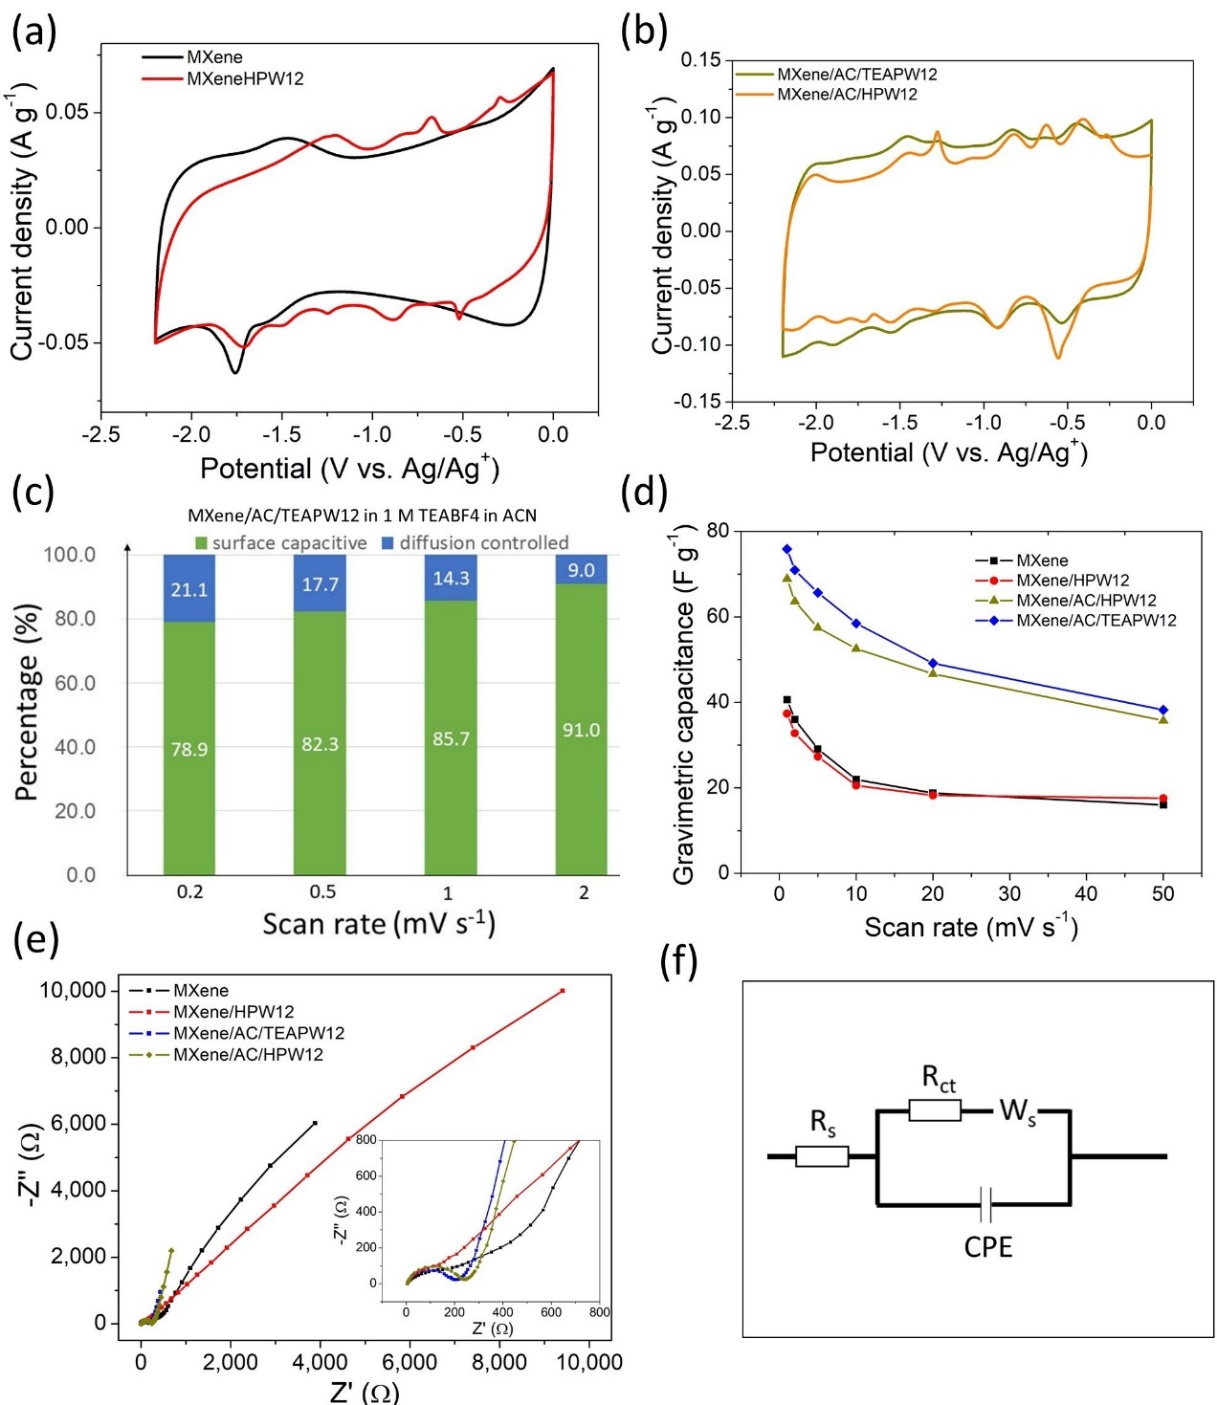 (a)
MXene
MXeneHPW12
Current density (A g⁻¹)
0.05
0.00
-0.05
-2.5 -2.0 -1.5 -1.0 -0.5 0.0
Potential (V vs. Ag/Ag⁺)
(b)
MXene/AC/TEAPW12
MXene/AC/HPW12
Current density (A g⁻¹)
0.15
0.10
0.05
0.00
-0.05
-0.10
-0.15
-2.5 -2.0 -1.5 -1.0 -0.5 0.0
Potential (V vs. Ag/Ag⁺)
(c)
MXene/AC/TEAPW12 in 1 M TEABF4 in ACN
surface capacitive diffusion controlled
Percentage (%)
100.0
80.0
60.0
40.0
20.0
0.0
21.1 17.7 14.3 9.0
78.9 82.3 85.7 91.0
0.2 0.5 1 2
Scan rate (mV s⁻¹)
(d)
MXene
MXene/HPW12
MXene/AC/HPW12
MXene/AC/TEAPW12
Gravimetric capacitance (F g⁻¹)
80
60
40
20
0
0 10 20 30 40 50
Scan rate (mV s⁻¹)
(e)
MXene
MXene/HPW12
MXene/AC/TEAPW12
MXene/AC/HPW12
-Z" (Ω)
10,000
8,000
6,000
4,000
2,000
0
0 2,000 4,000 6,000 8,000 10,000
Z' (Ω)
-Z" (Ω)
800
600
400
200
0
0 200 400 600 800
Z' (Ω)
(f)
Rct
Ws
Rs
CPE